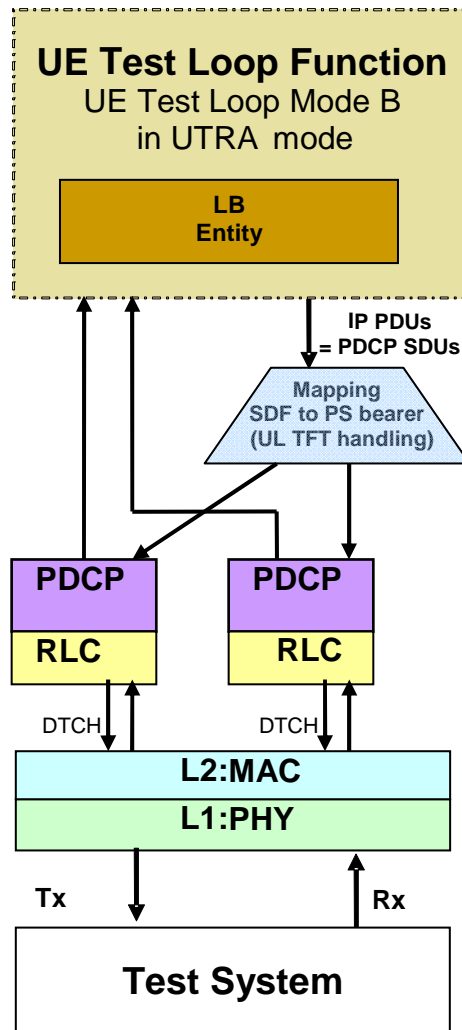 UE Test Loop Function
UE Test Loop Mode B
in UTRA mode
LB
Entity
IP PDUs
= PDCP SDUs
Mapping
SDF to PS bearer
(UL TFT handling)
PDCP
PDCP
RLC
RLC
DTCH
DTCH
L2:MAC
L1:PHY
Tx
Rx
Test System